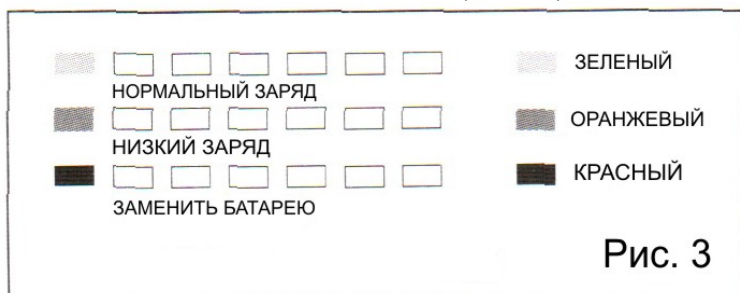 НОРМАЛЬНЫЙ ЗАРЯД
НИЗКИЙ ЗАРЯД
ЗАМЕНИТЬ БАТАРЕЮ
ЗЕЛЕНЫЙ
ОРАНЖЕВЫЙ
КРАСНЫЙ
Рис. 3